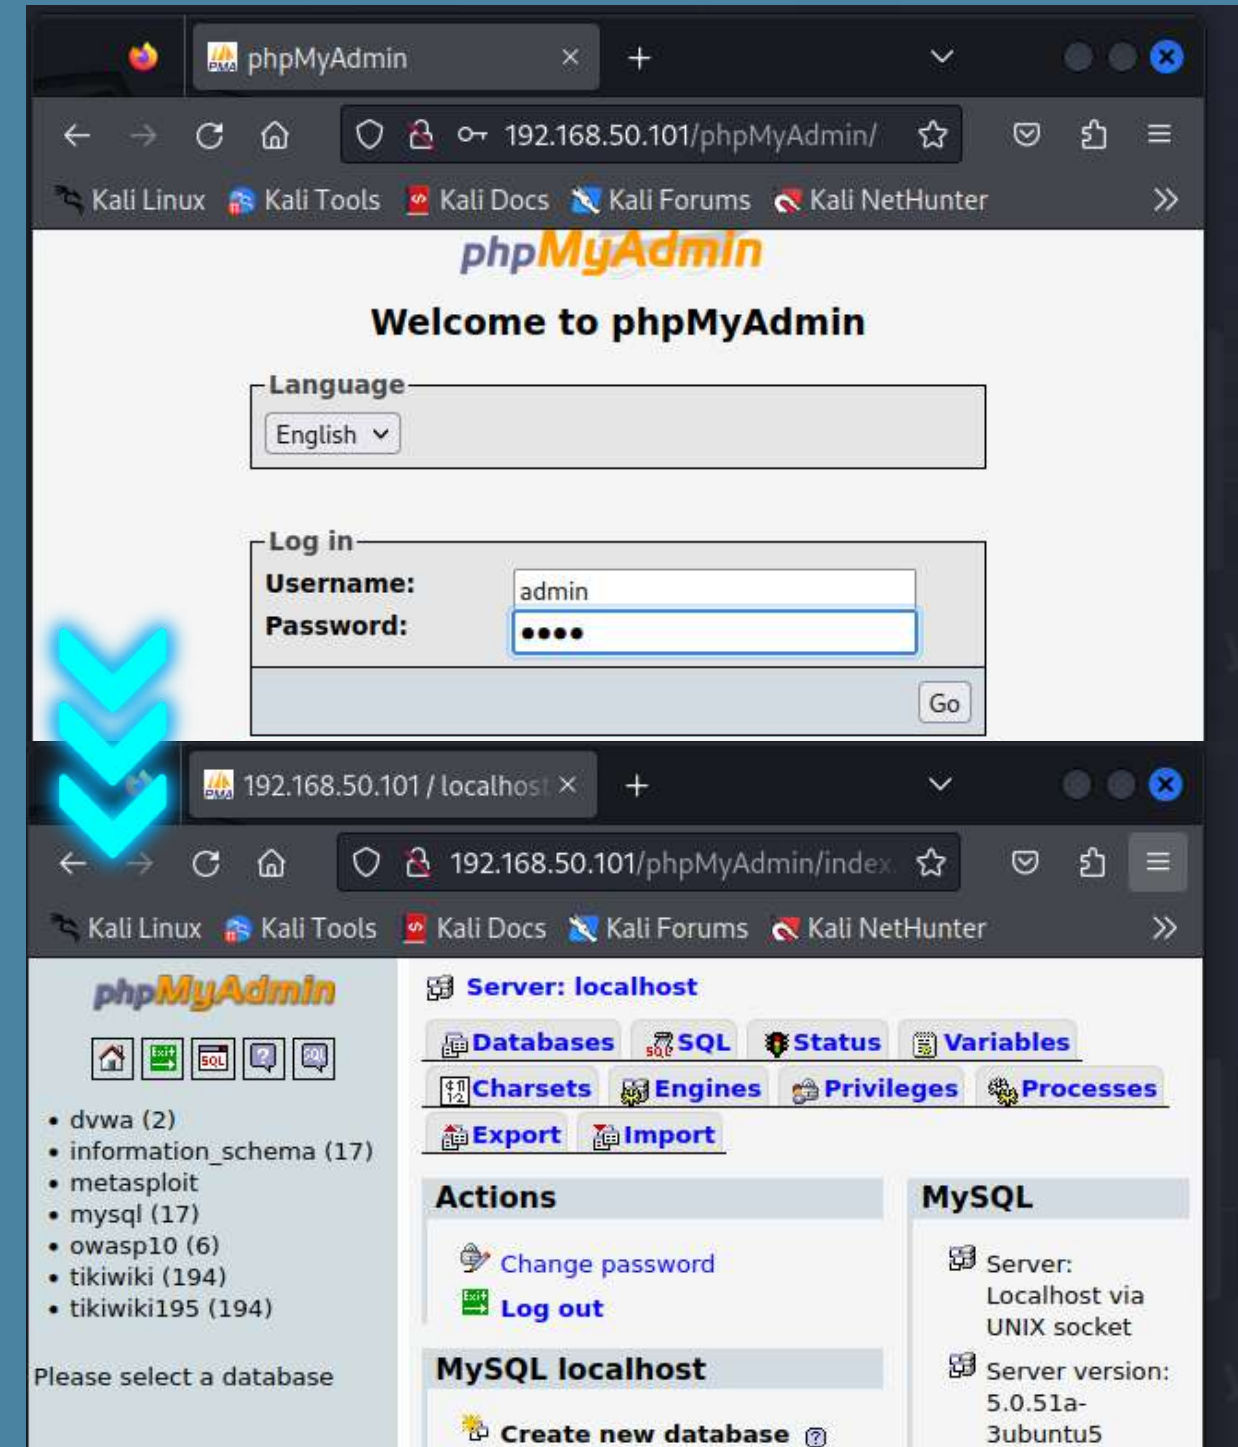 phpMyAdmin
192.168.50.101/phpMyAdmin/
Kali Linux Kali Tools Kali Docs Kali Forums Kali NetHunter
phpMyAdmin
Welcome to phpMyAdmin
Language
English
Log in
Username: admin
Password: ●●●●
Go
192.168.50.101 / localhost
192.168.50.101/phpMyAdmin/index.
Kali Linux Kali Tools Kali Docs Kali Forums Kali NetHunter
phpMyAdmin
dvwa (2)
information_schema (17)
metasploit
mysql (17)
owasp10 (6)
tikiwiki (194)
tikiwiki195 (194)
Please select a database
Server: localhost
Databases SQL Status Variables
Charsets Engines Privileges Processes
Export Import
Actions
Change password
Log out
MySQL localhost
Create new database
MySQL
Server:
Localhost via
UNIX socket
Server version:
5.0.51a-
3ubuntu5